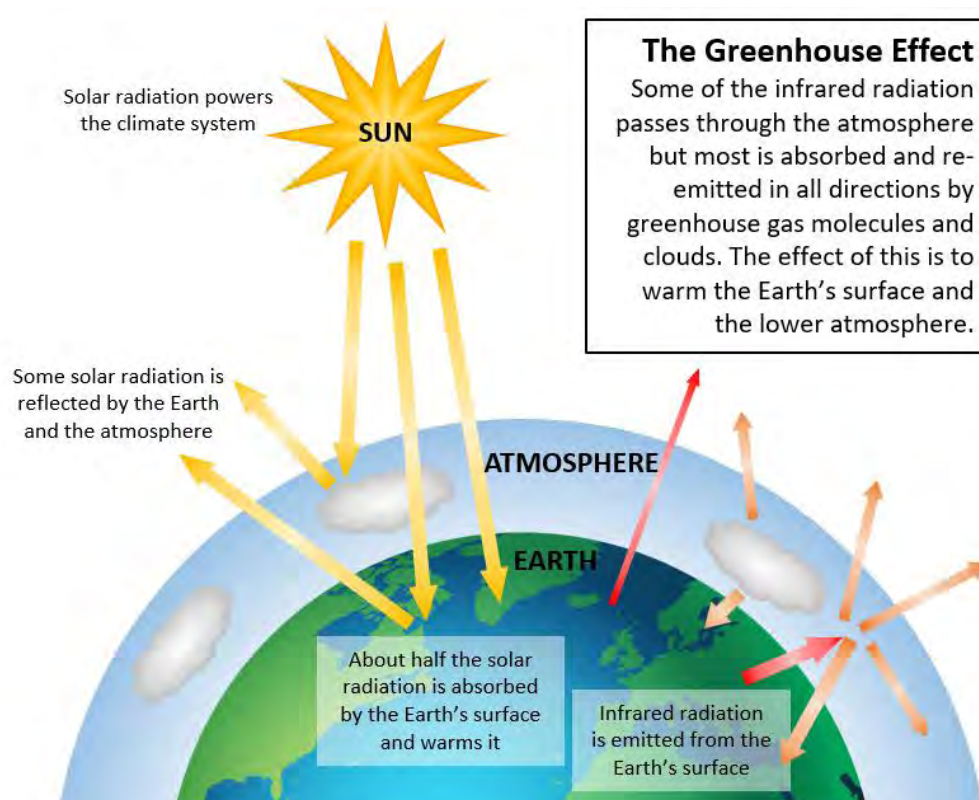 Solar radiation powers
the climate system
SUN
The Greenhouse Effect
Some of the infrared radiation
passes through the atmosphere
but most is absorbed and re-
emitted in all directions by
greenhouse gas molecules and
clouds. The effect of this is to
warm the Earth's surface and
the lower atmosphere.
Some solar radiation is
reflected by the Earth
and the atmosphere
ATMOSPHERE
EARTH
About half the solar
radiation is absorbed
by the Earth's surface
and warms it
Infrared radiation
is emitted from the
Earth's surface